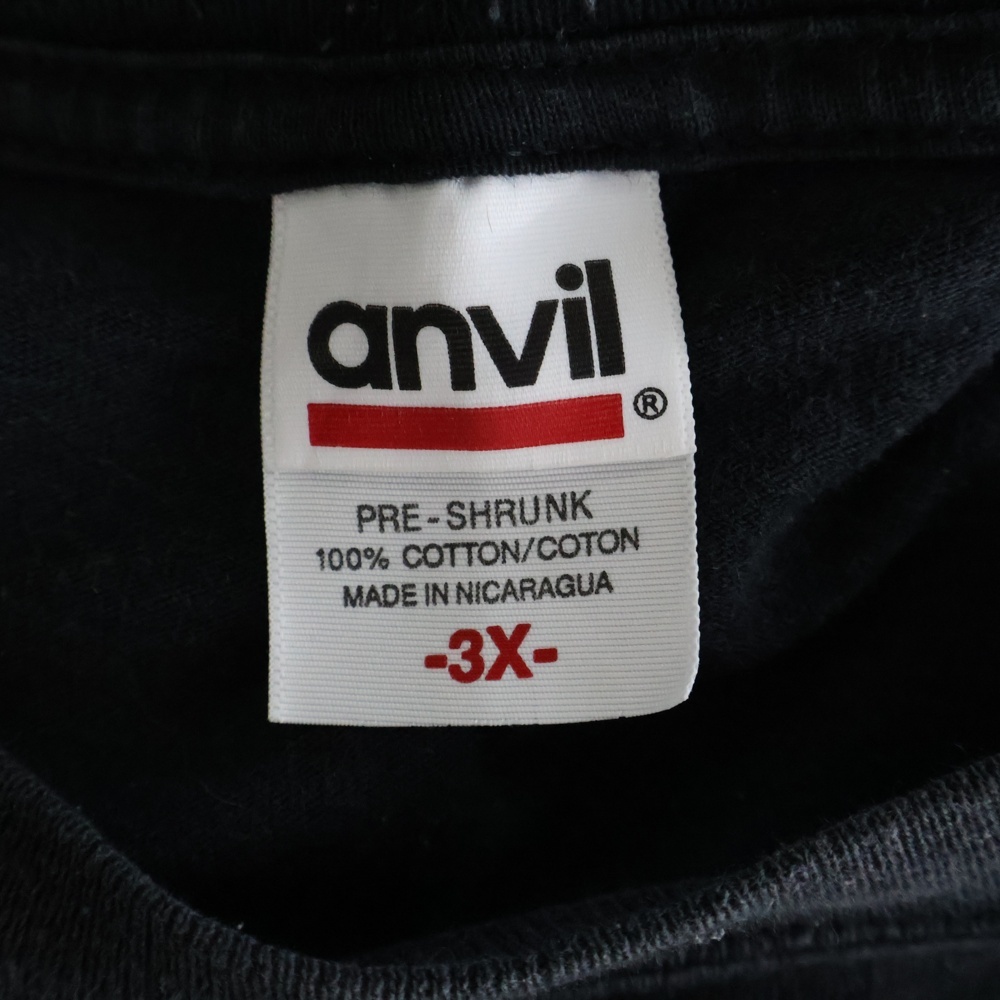 anvil
®
PRE-SHRUNK
100% COTTON/COTON
MADE IN NICARAGUA
-3X-